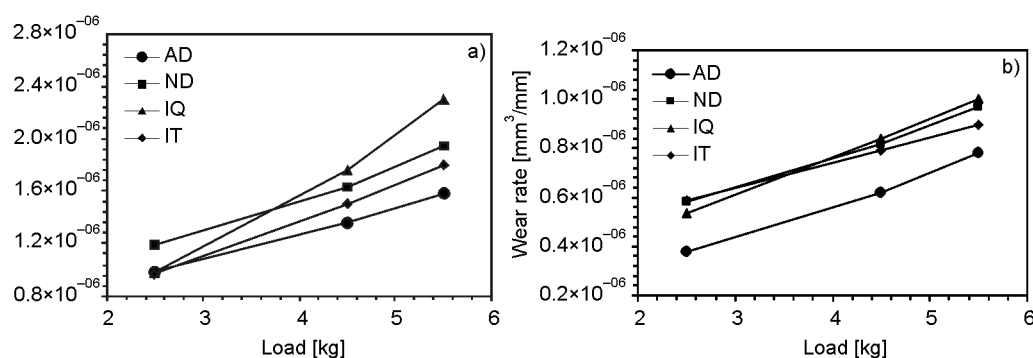 2.8×10⁻⁰⁶
2.4×10⁻⁰⁶
2.0×10⁻⁰⁶
1.6×10⁻⁰⁶
1.2×10⁻⁰⁶
0.8×10⁻⁰⁶
a)
AD
ND
IQ
IT
2 3 4 5 6
Load [kg]
Wear rate [mm³/mm]
1.2×10⁻⁰⁶
1.0×10⁻⁰⁶
0.8×10⁻⁰⁶
0.6×10⁻⁰⁶
0.4×10⁻⁰⁶
0.2×10⁻⁰⁶
b)
AD
ND
IQ
IT
2 3 4 5 6
Load [kg]